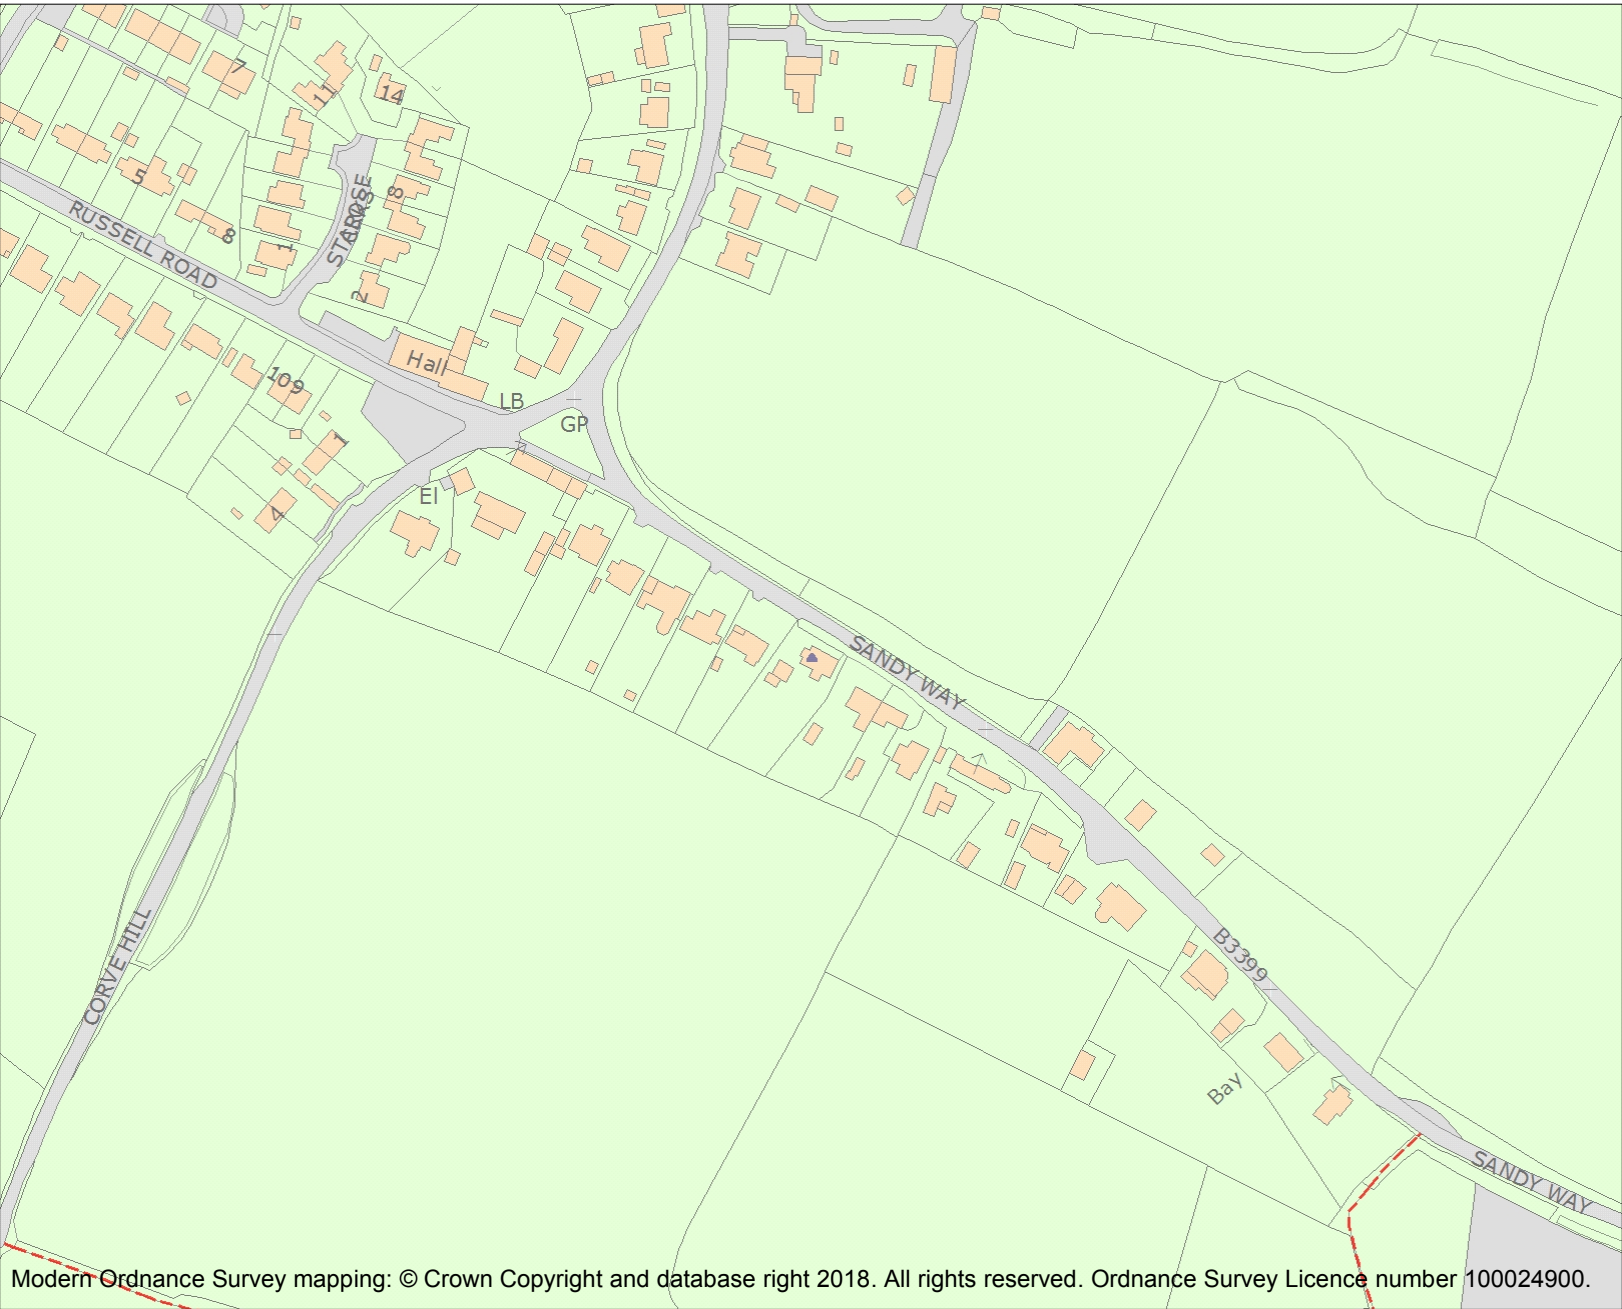 7
11
14
5
8
STABROSE
8
RUSSELL ROAD
8
1
2
Hall
109
LB
GP
1
El
4
SANDY WAY
CORVE HILL
B3399
Bay
SANDY WAY
Modern Ordnance Survey mapping: © Crown Copyright and database right 2018. All rights reserved. Ordnance Survey Licence number 100024900.